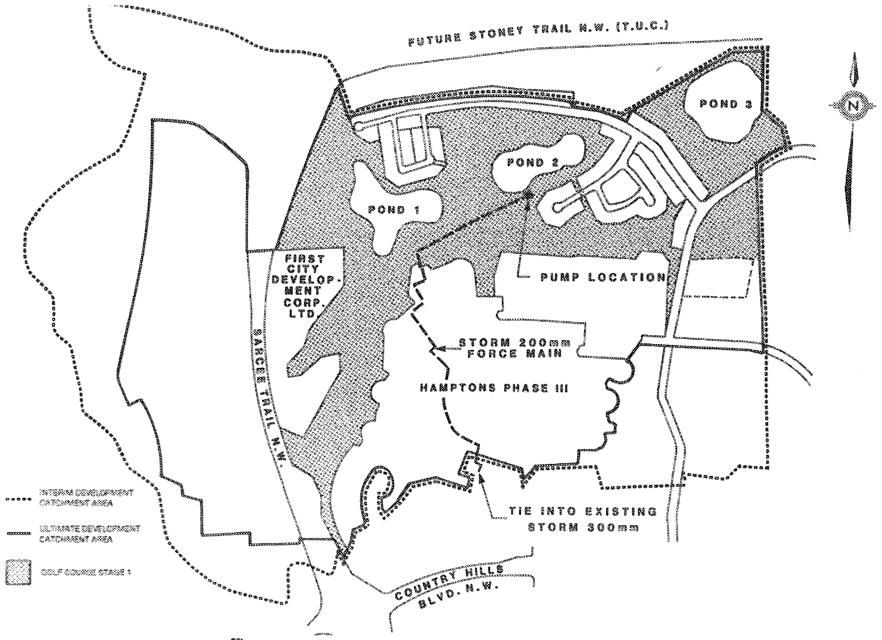 FUTURE STONEY TRAIL N.W. (T.U.C.)
POND 3
N
POND 2
POND 1
FIRST
CITY
DEVELOP-
MENT
CORP.
LTD.
PUMP LOCATION
SARCEE TRAIL N.W.
STORM 200mm
FORCE MAIN
HAMPTONS PHASE III
INTERIM DEVELOPMENT
CATCHMENT AREA
ULTIMATE DEVELOPMENT
CATCHMENT AREA
GOLF COURSE STAGE 1
TIE INTO EXISTING
STORM 300mm
COUNTRY HILLS
BLVD. N.W.